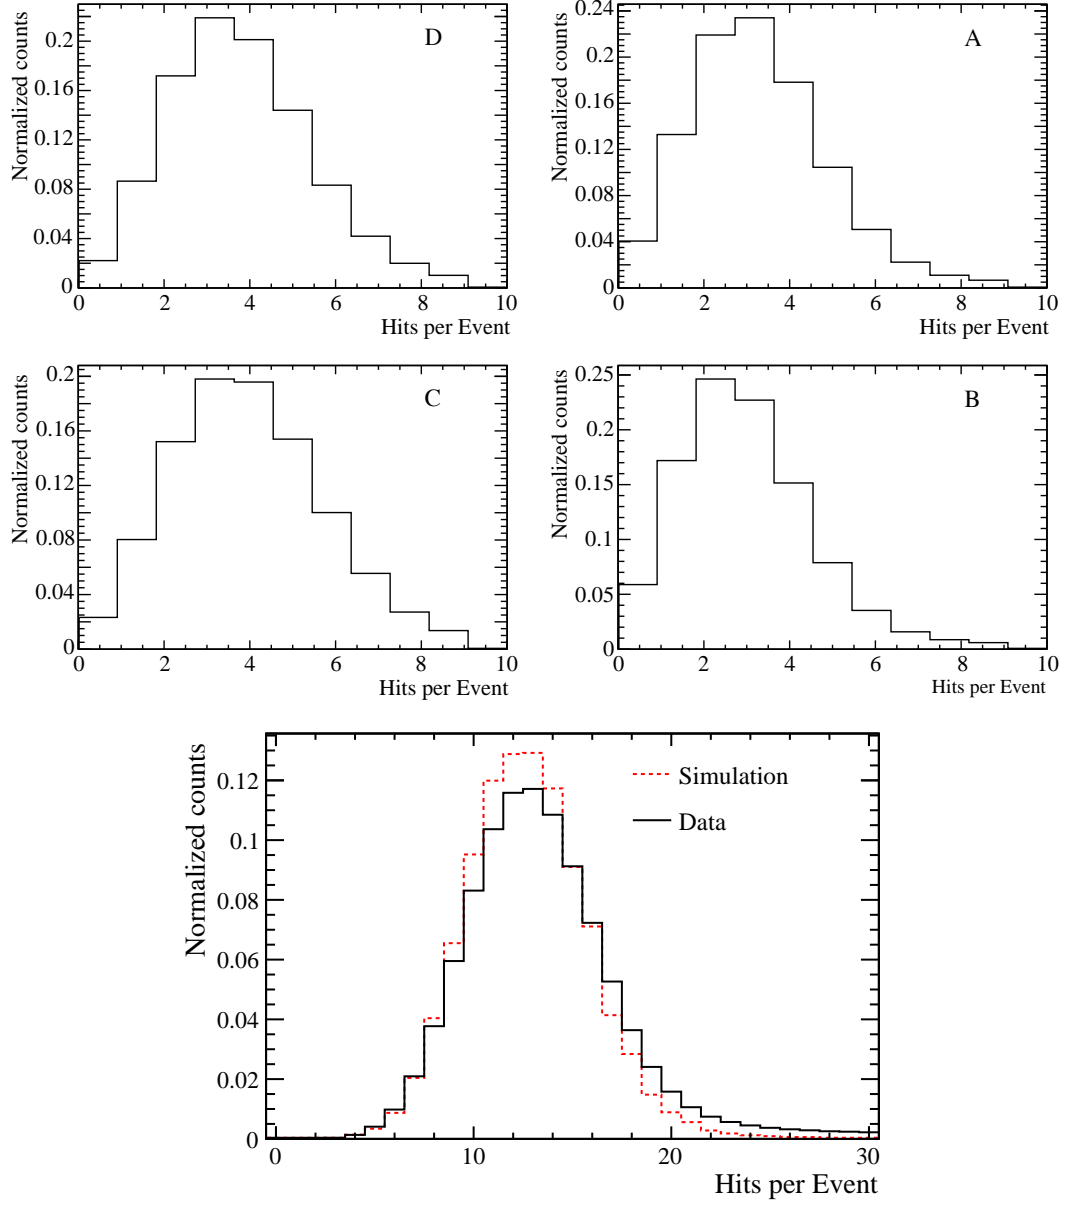 D
Normalized counts
0.2
0.16
0.12
0.08
0.04
0
0 2 4 6 8 10
Hits per Event
A
Normalized counts
0.24
0.2
0.16
0.12
0.08
0.04
0
0 2 4 6 8 10
Hits per Event
C
Normalized counts
0.2
0.16
0.12
0.08
0.04
0
0 2 4 6 8 10
Hits per Event
B
Normalized counts
0.25
0.2
0.15
0.1
0.05
0
0 2 4 6 8 10
Hits per Event
Normalized counts
0.12
0.1
0.08
0.06
0.04
0.02
0
Simulation
Data
0 10 20 30
Hits per Event